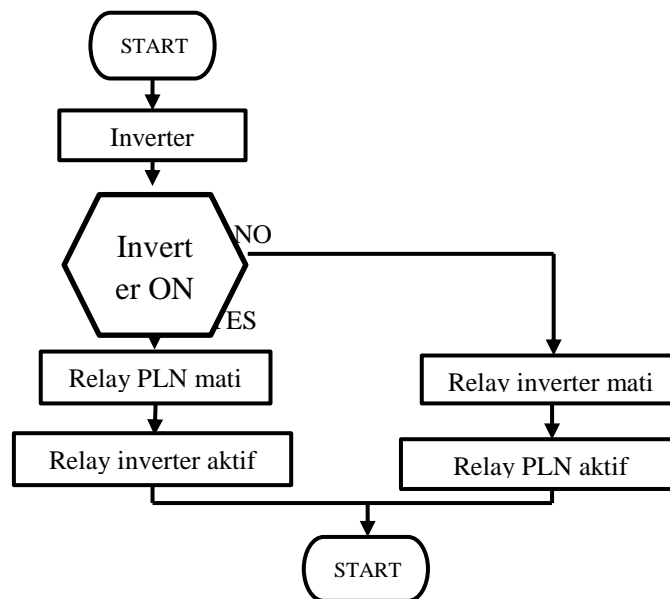 START
Inverter
Invert
er ON
NO
YES
Relay PLN mati
Relay inverter mati
Relay inverter aktif
Relay PLN aktif
START